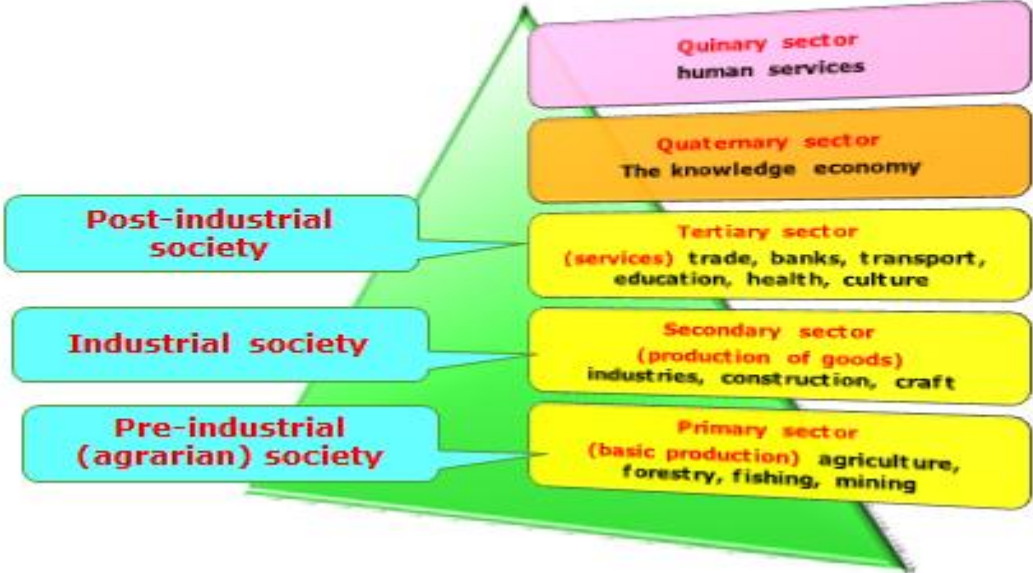 Quinary sector
human services
Quaternary sector
The knowledge economy
Post-industrial
society
Tertiary sector
(services) trade, banks, transport,
education, health, culture
Industrial society
Secondary sector
(production of goods)
industries, construction, craft
Pre-industrial
(agrarian) society
Primary sector
(basic production) agriculture,
forestry, fishing, mining